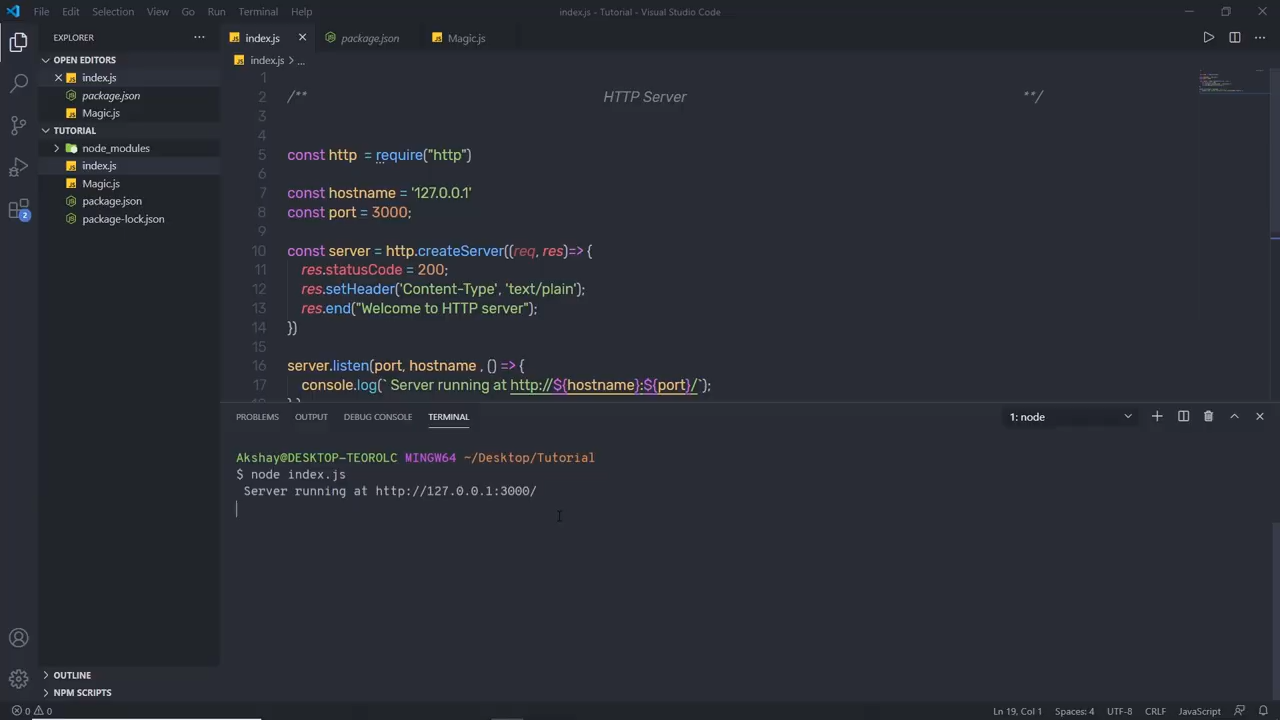 File Edit Selection View Go Run Terminal Help index.js - Tutorial - Visual Studio Code
EXPLORER
OPEN EDITORS
index.js
package.json
Magic.js
TUTORIAL
node_modules
index.js
Magic.js
package.json
package-lock.json
2
OUTLINE
NPM SCRIPTS
index.js package.json Magic.js
index.js > ...
1
2 /** HTTP Server **/
3
4
5 const http = require("http")
6
7 const hostname = '127.0.0.1'
8 const port = 3000;
9
10 const server = http.createServer((req, res)=> {
11 res.statusCode = 200;
12 res.setHeader('Content-Type', 'text/plain');
13 res.end("Welcome to HTTP server");
14 })
15
16 server.listen(port, hostname , () => {
17 console.log(` Server running at http://${hostname}:${port}/`);
PROBLEMS OUTPUT DEBUG CONSOLE TERMINAL 1: node
Akshay@DESKTOP-TEOROLC MINGW64 ~/Desktop/Tutorial
$ node index.js
Server running at http://127.0.0.1:3000/
0 0 Ln 19, Col 1 Spaces: 4 UTF-8 CRLF JavaScript